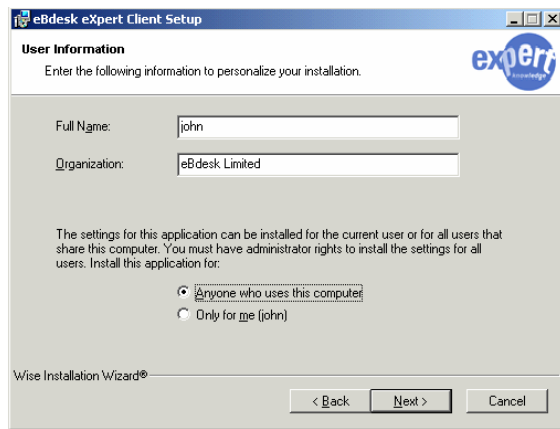 eBdesk eXpert Client Setup
User Information
Enter the following information to personalize your installation.
expert
knowledge
Full Name:
john
Organization:
eBdesk Limited
The settings for this application can be installed for the current user or for all users that
share this computer. You must have administrator rights to install the settings for all
users. Install this application for:
Anyone who uses this computer
Only for me (john)
Wise Installation Wizard®
< Back
Next >
Cancel